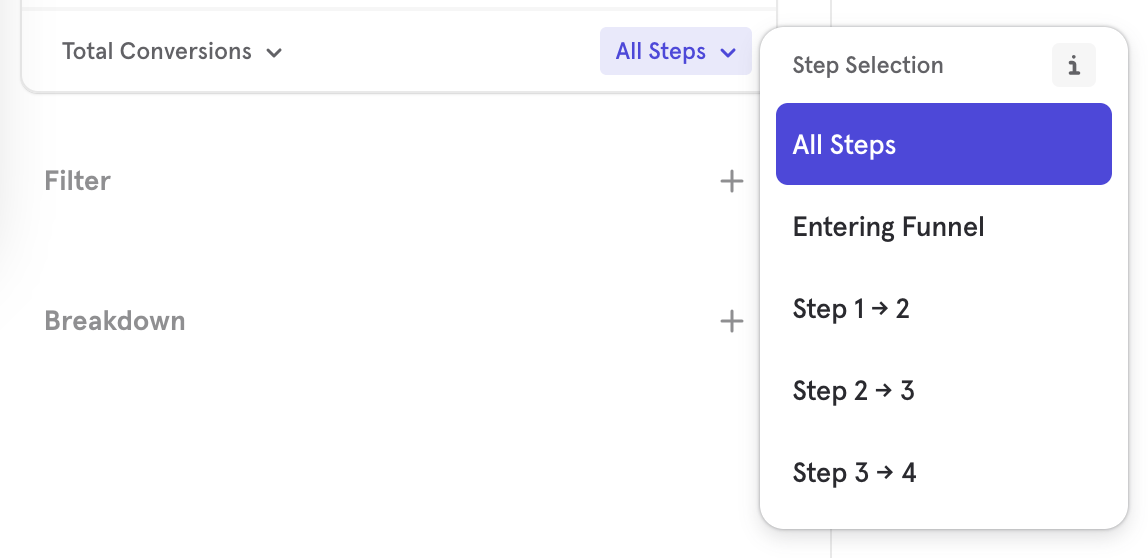 Total Conversions
All Steps
Filter
Breakdown
Step Selection
i
All Steps
Entering Funnel
Step 1 → 2
Step 2 → 3
Step 3 → 4